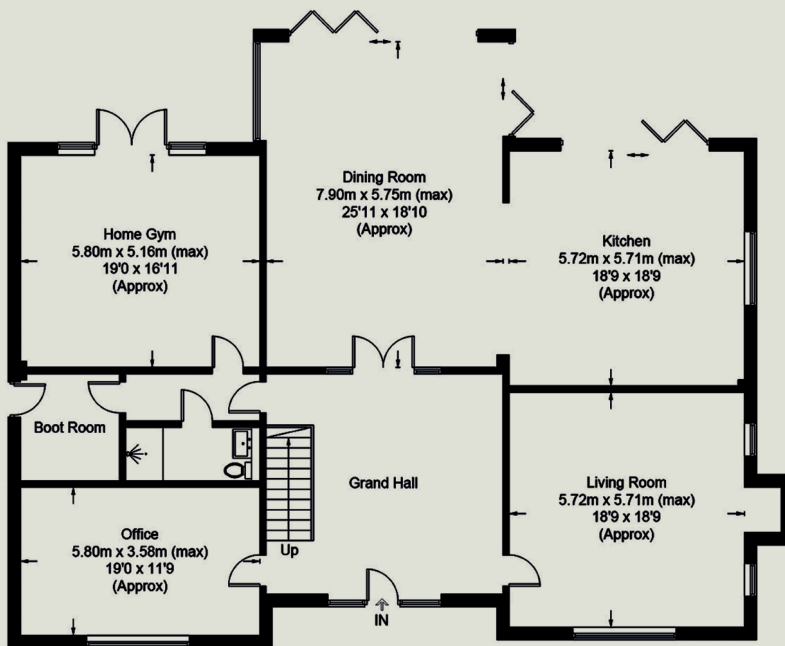 Dining Room
7.90m x 5.75m (max)
25'11 x 18'10
(Approx)
Home Gym
5.80m x 5.16m (max)
19'0 x 16'11
(Approx)
Kitchen
5.72m x 5.71m (max)
18'9 x 18'9
(Approx)
Boot Room
Grand Hall
Living Room
5.72m x 5.71m (max)
18'9 x 18'9
(Approx)
Office
5.80m x 3.58m (max)
19'0 x 11'9
(Approx)
Up
IN